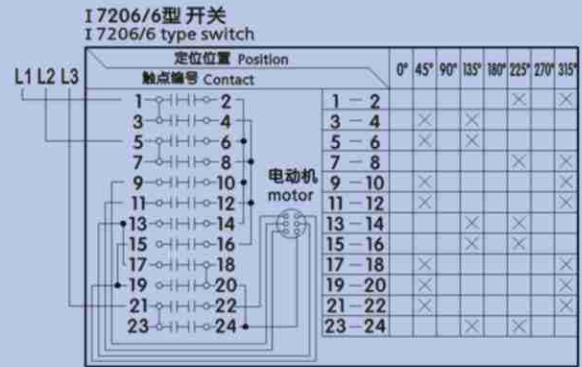 I 7206/6型 开关
I 7206/6 type switch
定位位置 Position
触点编号 Contact
0° 45° 90° 135° 180° 225° 270° 315°
L1 L2 L3
1 2 1 - 2 × ×
3 4 3 - 4 × ×
5 6 5 - 6 × ×
7 8 7 - 8 × ×
9 10 9 - 10 × ×
11 12 11 - 12 × ×
13 14 13 - 14 × ×
15 16 15 - 16 × ×
17 18 17 - 18 × ×
19 20 19 - 20 × ×
21 22 21 - 22 × ×
23 24 23 - 24 × ×
电动机
motor